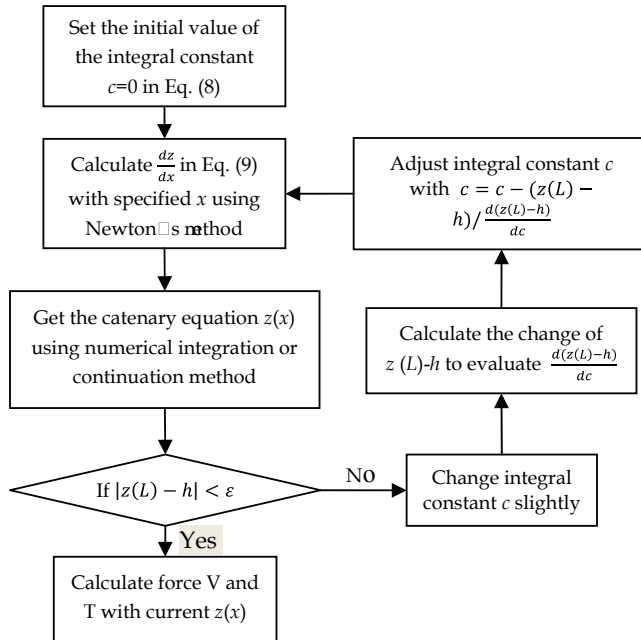 Set the initial value of
the integral constant
c=0 in Eq. (8)
Calculate dz/dx in Eq. (9)
with specified x using
Newton□s method
Get the catenary equation z(x)
using numerical integration or
continuation method
If |z(L) − h| < ε
Yes
Calculate force V and
T with current z(x)
No
Change integral
constant c slightly
Calculate the change of
z (L)-h to evaluate d(z(L)−h)/dc
Adjust integral constant c
with c = c − (z(L) −
h)/ d(z(L)−h)/dc